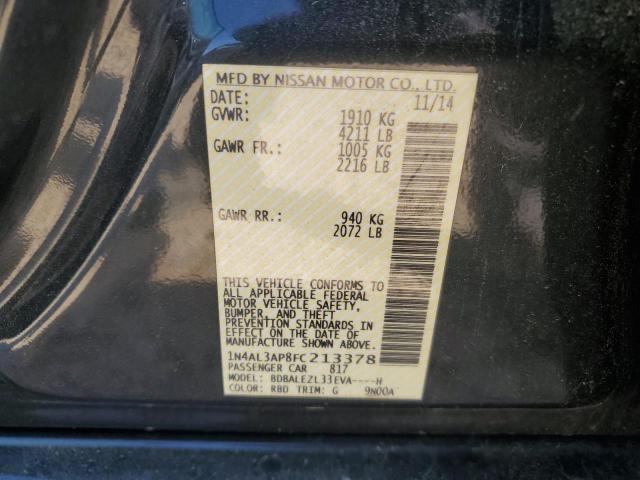 MFD BY NISSAN MOTOR CO., LTD.
DATE: 11/14
GVWR: 1910 KG
4211 LB
GAWR FR.: 1005 KG
2216 LB
GAWR RR.: 940 KG
2072 LB
THIS VEHICLE CONFORMS TO
ALL APPLICABLE FEDERAL
MOTOR VEHICLE SAFETY,
BUMPER, AND THEFT
PREVENTION STANDARDS IN
EFFECT ON THE DATE OF
MANUFACTURE SHOWN ABOVE.
1N4AL3AP8FC213378
PASSENGER CAR 817
MODEL: BDBALEZL33EVA----H
COLOR: RBD TRIM: G 9N00A